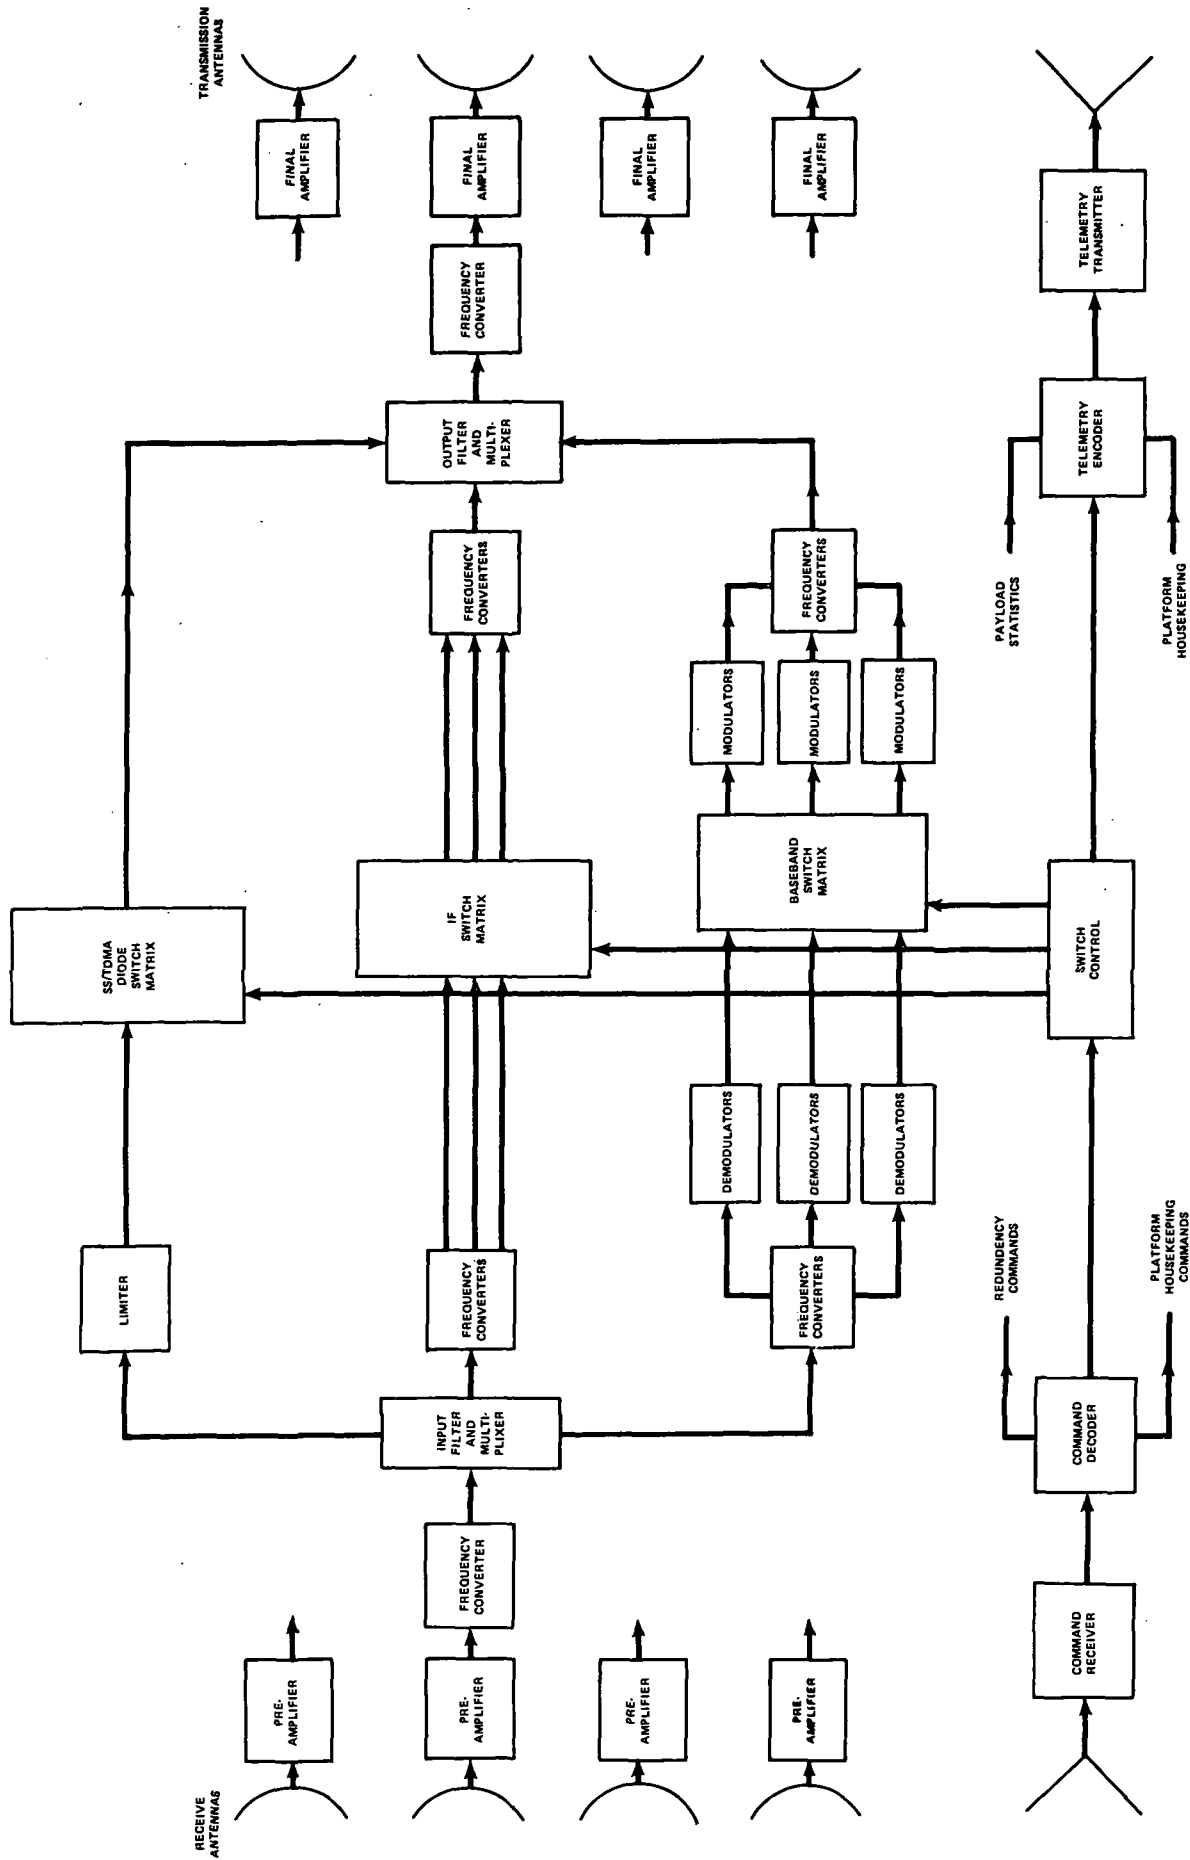 RECEIVE
ANTENNAS
PRE-
AMPLIFIER
PRE-
AMPLIFIER
PRE-
AMPLIFIER
PRE-
AMPLIFIER
FREQUENCY
CONVERTER
INPUT
FILTER
AND
MULTI-
PLIXER
LIMITER
FREQUENCY
CONVERTERS
FREQUENCY
CONVERTERS
DEMODULATORS
DEMODULATORS
DEMODULATORS
SS/TDMA
DIODE
SWITCH
MATRIX
IF
SWITCH
MATRIX
BASEBAND
SWITCH
MATRIX
MODULATORS
MODULATORS
MODULATORS
FREQUENCY
CONVERTERS
FREQUENCY
CONVERTERS
OUTPUT
FILTER
AND
MULTI-
PLEXER
FREQUENCY
CONVERTER
FINAL
AMPLIFIER
FINAL
AMPLIFIER
FINAL
AMPLIFIER
FINAL
AMPLIFIER
TRANSMISSION
ANTENNAS
COMMAND
RECEIVER
COMMAND
DECODER
REDUNDENCY
COMMANDS
PLATFORM
HOUSEKEEPING
COMMANDS
SWITCH
CONTROL
PAYLOAD
STATISTICS
PLATFORM
HOUSEKEEPING
TELEMETRY
ENCODER
TELEMETRY
TRANSMITTER